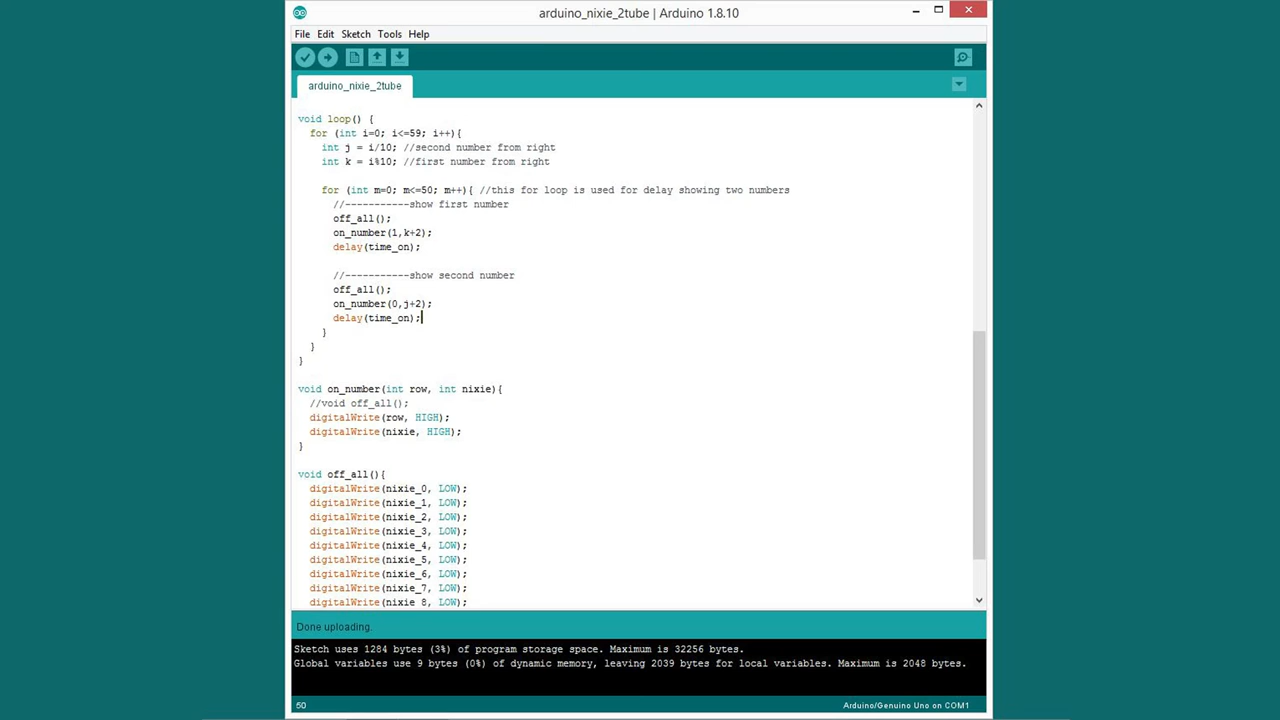 arduino_nixie_2tube | Arduino 1.8.10
File Edit Sketch Tools Help
arduino_nixie_2tube
void loop() {
for (int i=0; i<=59; i++){
int j = i/10; //second number from right
int k = i%10; //first number from right
for (int m=0; m<=50; m++){ //this for loop is used for delay showing two numbers
//-----------show first number
off_all();
on_number(1,k+2);
delay(time_on);
//-----------show second number
off_all();
on_number(0,j+2);
delay(time_on);
}
}
}
void on_number(int row, int nixie){
//void off_all();
digitalWrite(row, HIGH);
digitalWrite(nixie, HIGH);
}
void off_all(){
digitalWrite(nixie_0, LOW);
digitalWrite(nixie_1, LOW);
digitalWrite(nixie_2, LOW);
digitalWrite(nixie_3, LOW);
digitalWrite(nixie_4, LOW);
digitalWrite(nixie_5, LOW);
digitalWrite(nixie_6, LOW);
digitalWrite(nixie_7, LOW);
digitalWrite(nixie_8, LOW);
Done uploading.
Sketch uses 1284 bytes (3%) of program storage space. Maximum is 32256 bytes.
Global variables use 9 bytes (0%) of dynamic memory, leaving 2039 bytes for local variables. Maximum is 2048 bytes.
50 Arduino/Genuino Uno on COM1